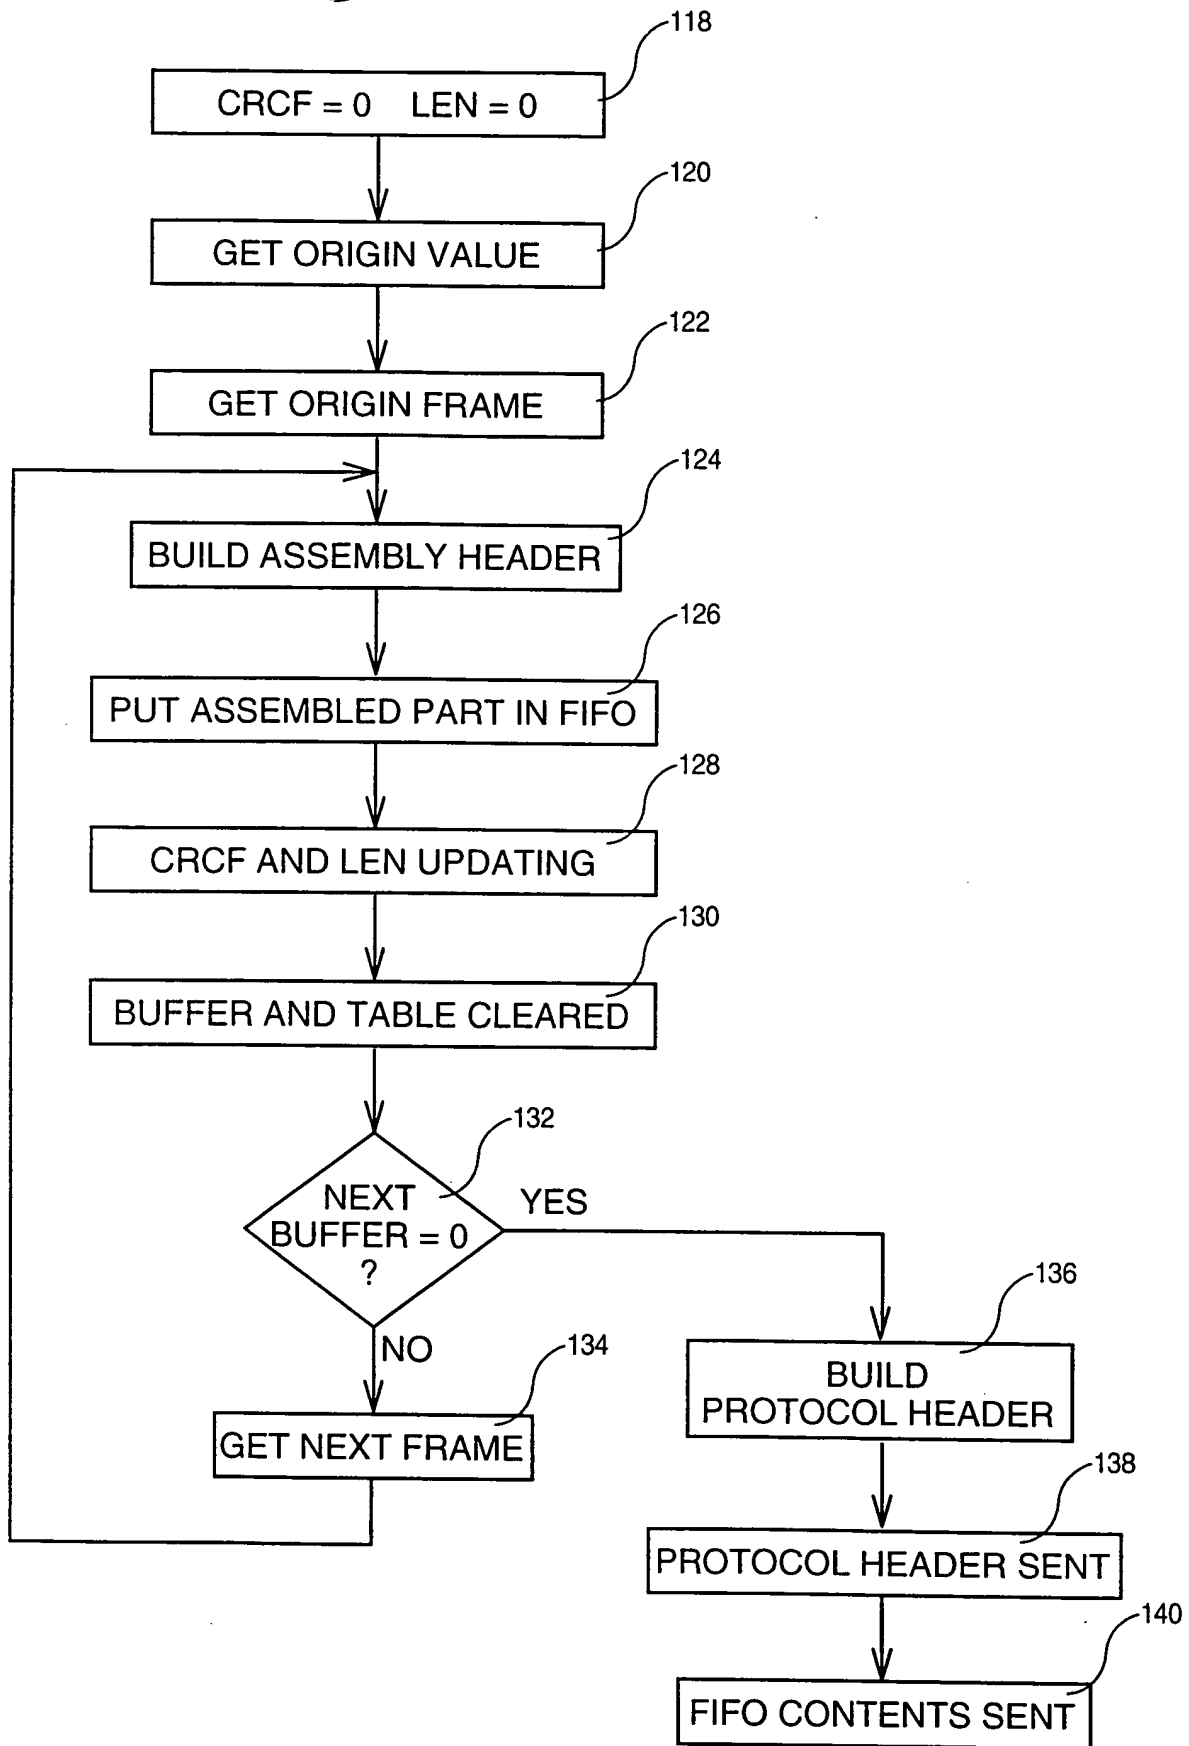 118
CRCF = 0 LEN = 0
120
GET ORIGIN VALUE
122
GET ORIGIN FRAME
124
BUILD ASSEMBLY HEADER
126
PUT ASSEMBLED PART IN FIFO
128
CRCF AND LEN UPDATING
130
BUFFER AND TABLE CLEARED
132
NEXT
BUFFER = 0
?
YES
NO
134
GET NEXT FRAME
136
BUILD
PROTOCOL HEADER
138
PROTOCOL HEADER SENT
140
FIFO CONTENTS SENT